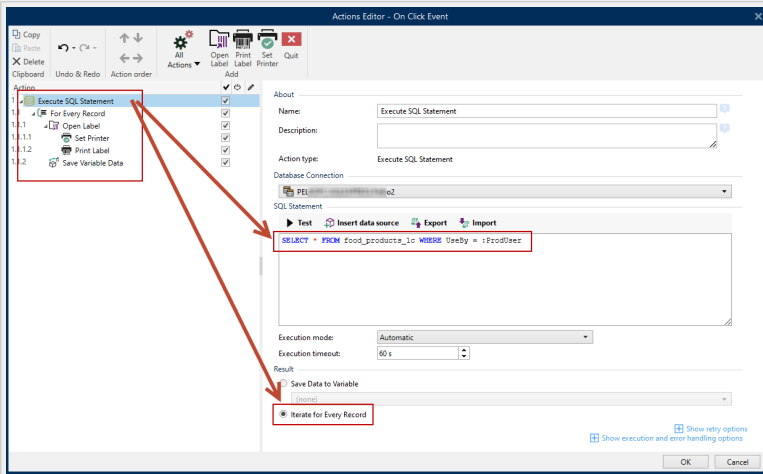 Actions Editor - On Click Event
Copy
Paste
Delete
Clipboard
Undo & Redo
Action order
All Actions
Open Label
Print Label
Set Printer
Quit
Add
Action
1 Execute SQL Statement
1.1 For Every Record
1.1.1 Open Label
1.1.1.1 Set Printer
1.1.1.2 Print Label
1.1.2 Save Variable Data
About
Name: Execute SQL Statement
Description:
Action type: Execute SQL Statement
Database Connection
PEL o2
SQL Statement
Test Insert data source Export Import
SELECT * FROM food_products_lc WHERE UseBy = :ProdUser
Execution mode: Automatic
Execution timeout: 60 s
Result
Save Data to Variable
(none)
Iterate for Every Record
Show retry options
Show execution and error handling options
OK Cancel